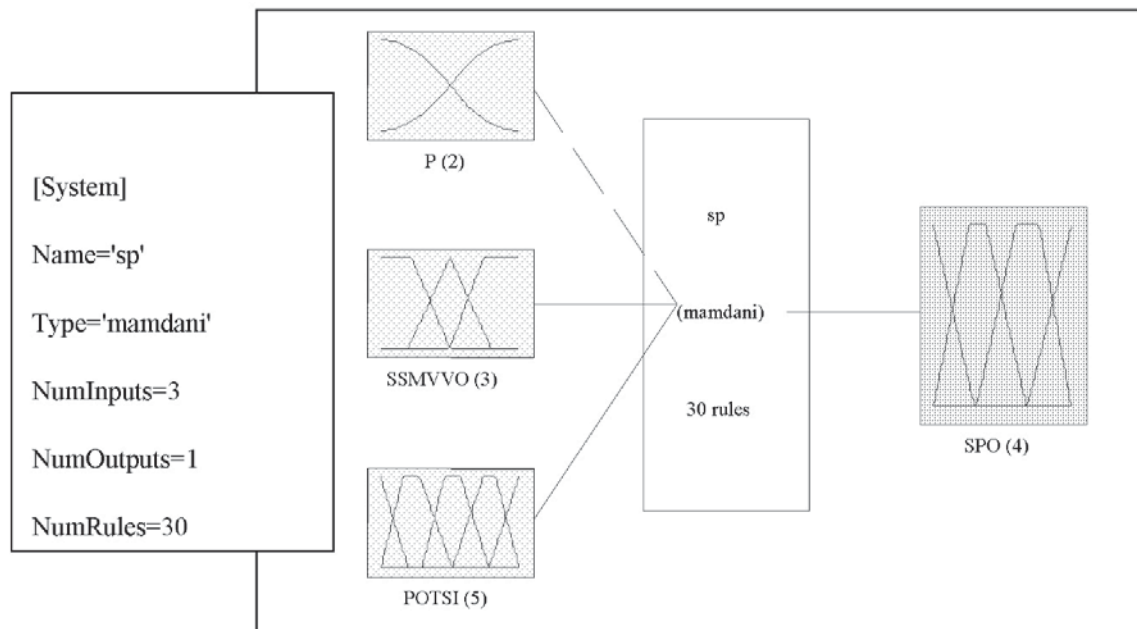 [System]
Name='sp'
Type='mamdani'
NumInputs=3
NumOutputs=1
NumRules=30
P (2)
SSMVVO (3)
POTSI (5)
sp
(mamdani)
30 rules
SPO (4)